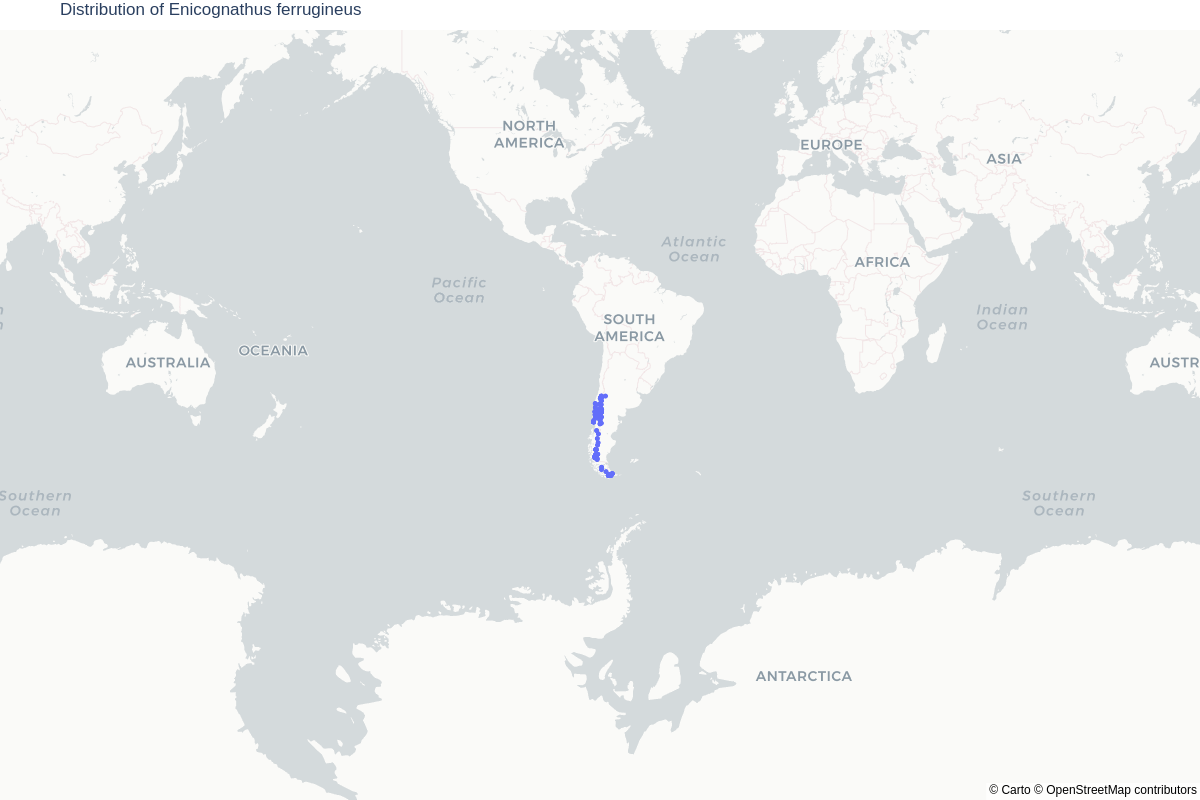 Distribution of Enicognathus ferrugineus
NORTH
AMERICA
EUROPE
ASIA
Atlantic
Ocean
AFRICA
Pacific
Ocean
n
n
Indian
Ocean
SOUTH
AMERICA
OCEANIA
AUSTRALIA
AUSTR
Southern
Ocean
Southern
Ocean
ANTARCTICA
© Carto © OpenStreetMap contributors